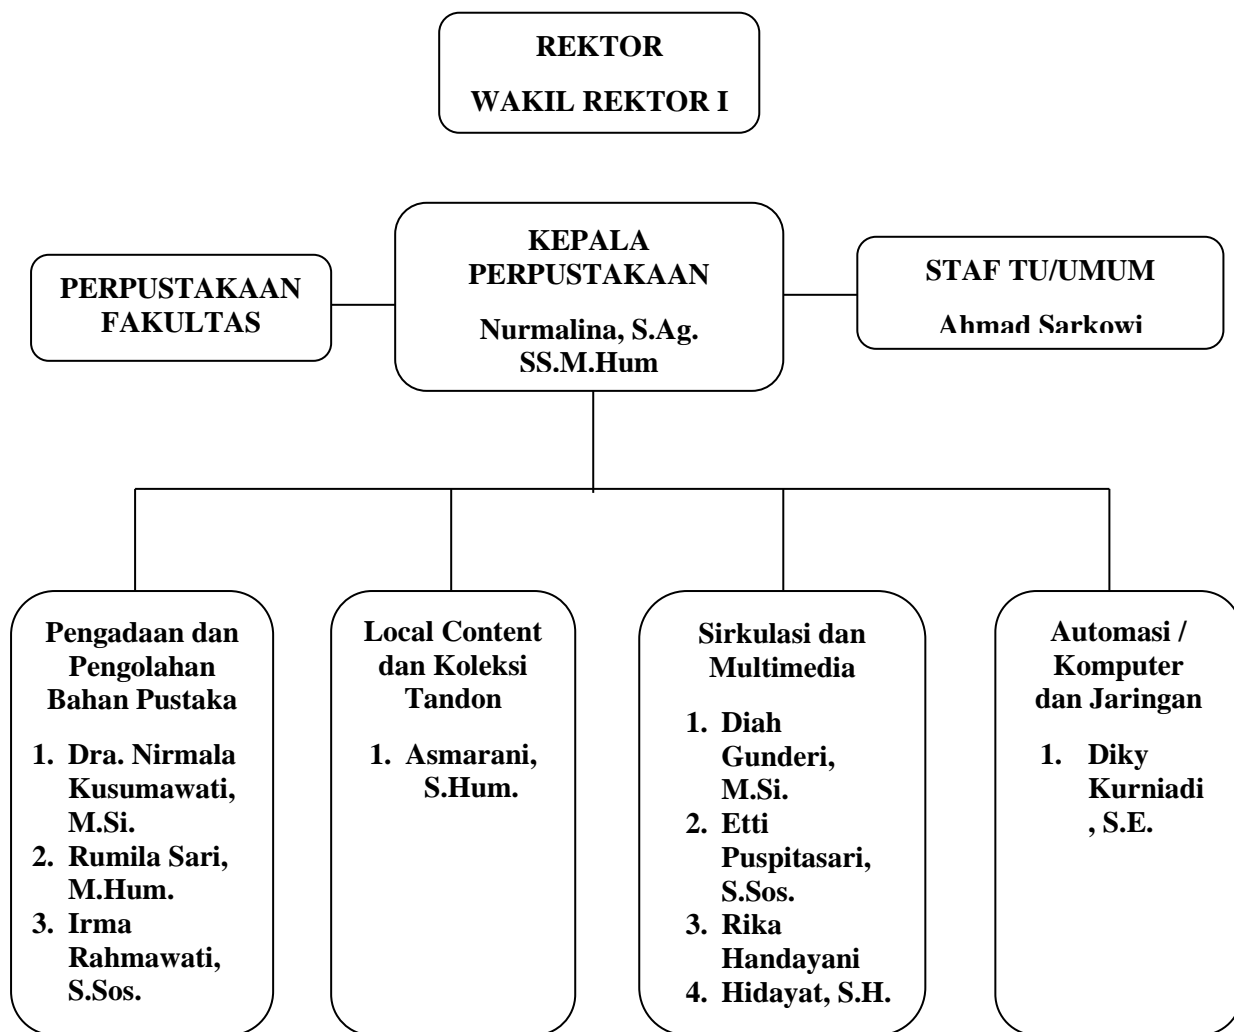 REKTOR
WAKIL REKTOR I
KEPALA
PERPUSTAKAAN
Nurmalina, S.Ag.
SS.M.Hum
PERPUSTAKAAN
FAKULTAS
STAF TU/UMUM
Ahmad Sarkowi
Pengadaan dan
Pengolahan
Bahan Pustaka
1. Dra. Nirmala
Kusumawati,
M.Si.
2. Rumila Sari,
M.Hum.
3. Irma
Rahmawati,
S.Sos.
Local Content
dan Koleksi
Tandon
1. Asmarani,
S.Hum.
Sirkulasi dan
Multimedia
1. Diah
Gunderi,
M.Si.
2. Etti
Puspitasari,
S.Sos.
3. Rika
Handayani
4. Hidayat, S.H.
Automasi /
Komputer
dan Jaringan
1. Diky
Kurniadi
, S.E.